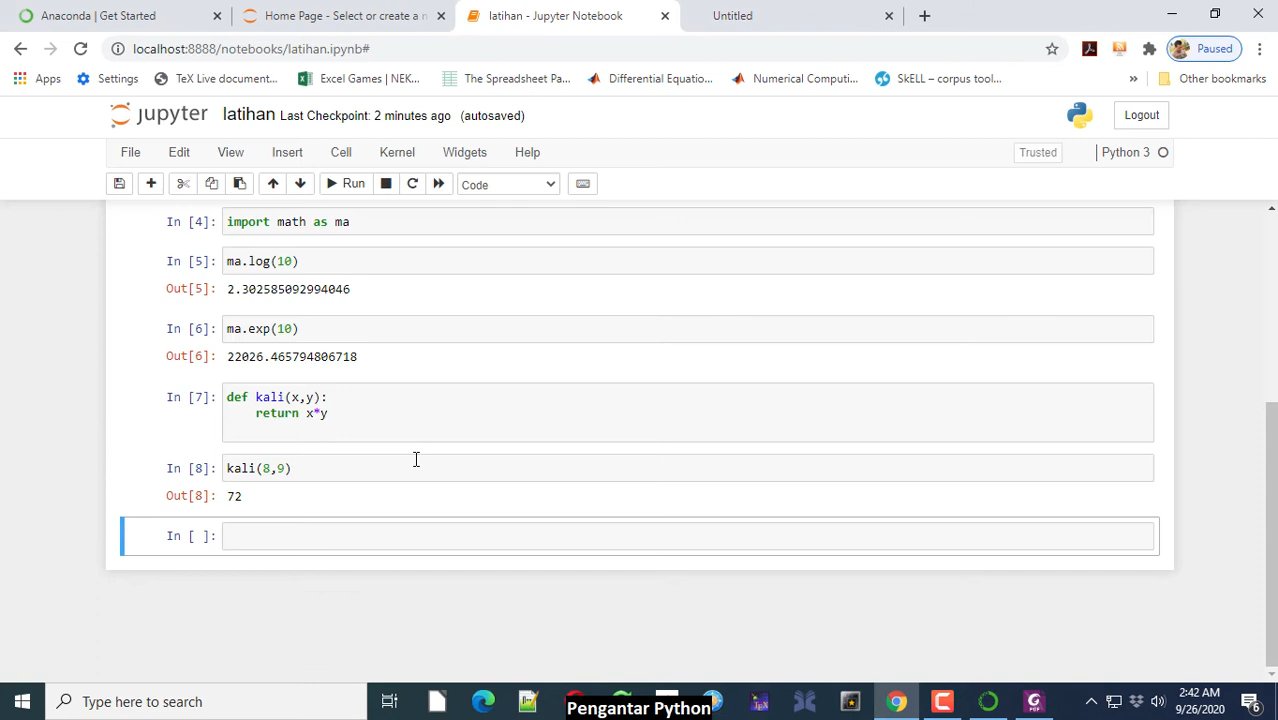 Anaconda | Get Started
Home Page - Select or create a n
latihan - Jupyter Notebook
Untitled
localhost:8888/notebooks/latihan.ipynb#
Paused
Apps
Settings
TeX Live document...
Excel Games | NEK...
The Spreadsheet Pa...
Differential Equatio...
Numerical Computi...
SkELL – corpus tool...
»
Other bookmarks
jupyter
latihan Last Checkpoint: 2 minutes ago (autosaved)
Logout
File Edit View Insert Cell Kernel Widgets Help
Trusted
Python 3
Run
Code
In [4]: import math as ma
In [5]: ma.log(10)
Out[5]: 2.302585092994046
In [6]: ma.exp(10)
Out[6]: 22026.465794806718
In [7]: def kali(x,y):
return x*y
In [8]: kali(8,9)
Out[8]: 72
In [ ]:
Type here to search
Pengantar Python
2:42 AM
9/26/2020
6